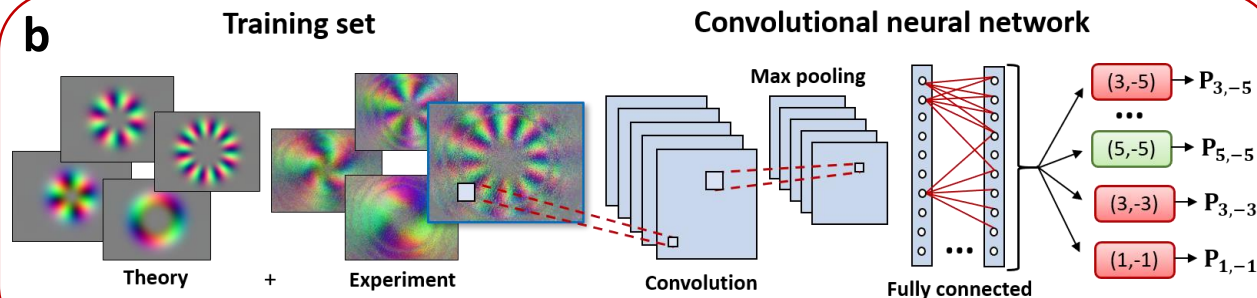 b
Training set
Convolutional neural network
Theory
+
Experiment
Convolution
Max pooling
...
Fully connected
(3,-5) P3,−5
...
(5,-5) P5,−5
(3,-3) P3,−3
(1,-1) P1,−1